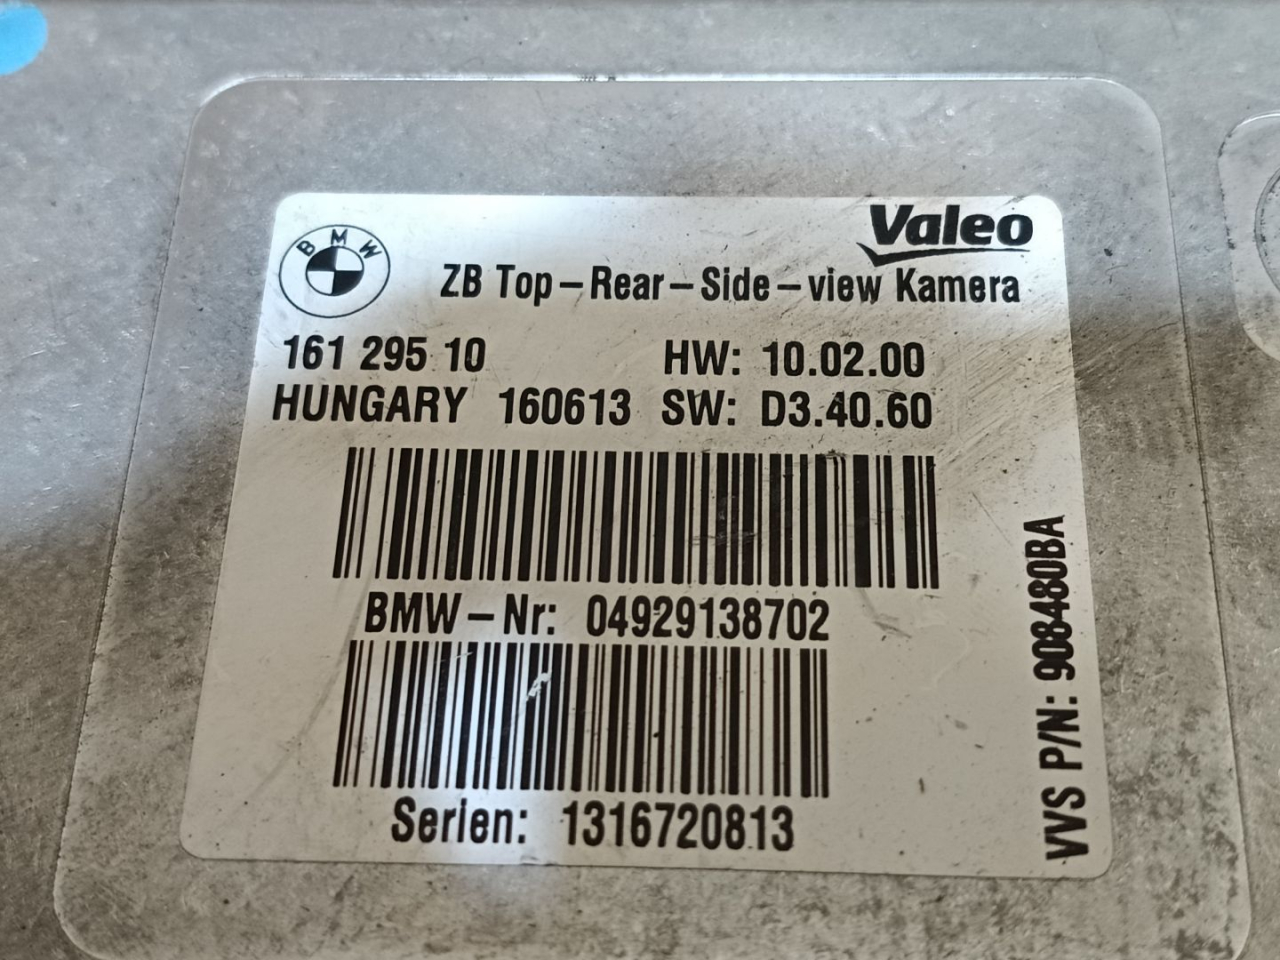 BMW
Valeo
ZB Top-Rear-Side-view Kamera
161 295 10 HW: 10.02.00
HUNGARY 160613 SW: D3.40.60
BMW-Nr: 04929138702
Serien: 1316720813
VVS P/N: 908480BA